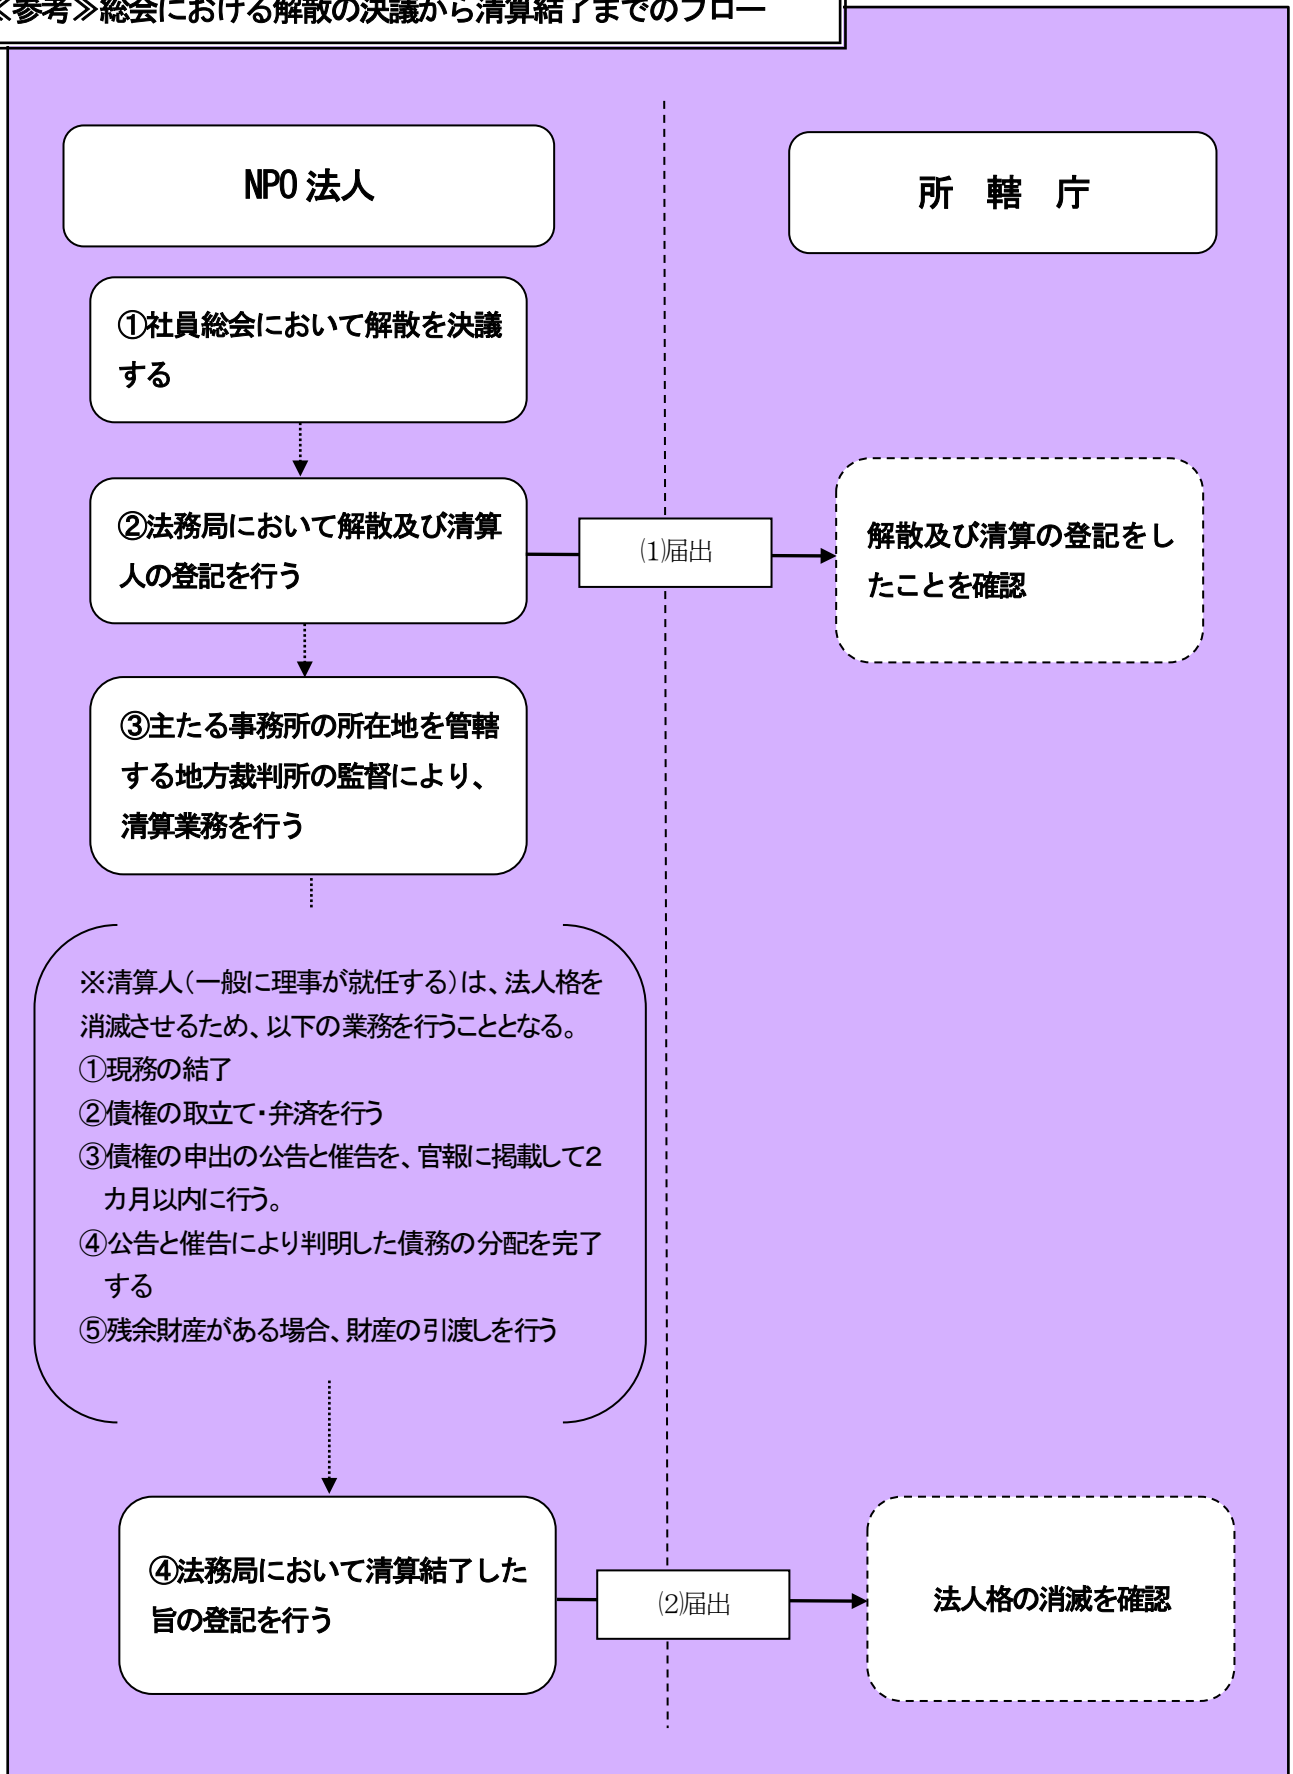 ≪参考≫総会における解散の決議から清算結了までのフロー
NPO法人
所　轄　庁
①社員総会において解散を決議
する
②法務局において解散及び清算
人の登記を行う
⑴届出
解散及び清算の登記をし
たことを確認
③主たる事務所の所在地を管轄
する地方裁判所の監督により、
清算業務を行う
※清算人（一般に理事が就任する）は、法人格を
消滅させるため、以下の業務を行うこととなる。
①現務の結了
②債権の取立て・弁済を行う
③債権の申出の公告と催告を、官報に掲載して２
カ月以内に行う。
④公告と催告により判明した債務の分配を完了
する
⑤残余財産がある場合、財産の引渡しを行う
④法務局において清算結了した
旨の登記を行う
⑵届出
法人格の消滅を確認